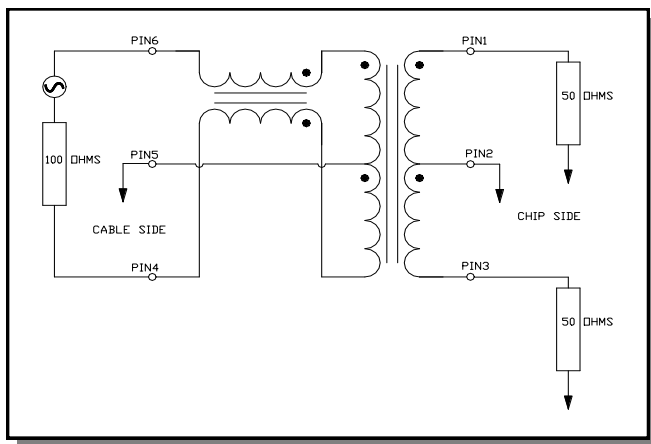 PIN6
PIN1
50 OHMS
100 OHMS
PIN5
PIN2
CABLE SIDE
CHIP SIDE
PIN4
PIN3
50 OHMS